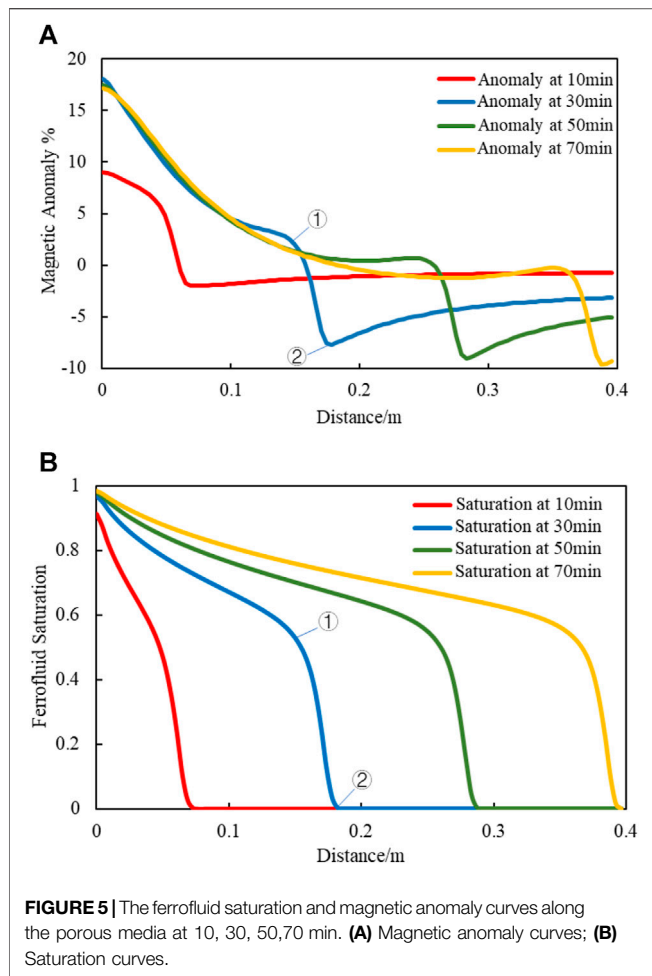 A
20
15
10
5
0
-5
-10
Magnetic Anomaly %
Anomaly at 10min
Anomaly at 30min
Anomaly at 50min
Anomaly at 70min
①
②
0 0.1 0.2 0.3 0.4
Distance/m
B
1
0.8
0.6
0.4
0.2
0
Ferrofluid Saturation
Saturation at 10min
Saturation at 30min
Saturation at 50min
Saturation at 70min
①
②
0 0.1 0.2 0.3 0.4
Distance/m
FIGURE 5 | The ferrofluid saturation and magnetic anomaly curves along
the porous media at 10, 30, 50,70 min. (A) Magnetic anomaly curves; (B)
Saturation curves.